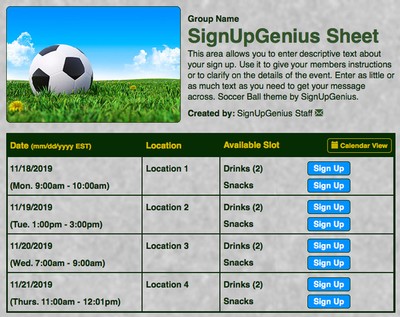 Group Name
SignUpGenius Sheet
This area allows you to enter descriptive text about
your sign up. Use it to give your members instructions
or to clarify on the details of the event. Enter as little or
as much text as you need to get your message
across. Soccer Ball theme by SignUpGenius.
Created by: SignUpGenius Staff
Date (mm/dd/yyyy EST) Location Available Slot Calendar View
11/18/2019 Location 1 Drinks (2) Sign Up
(Mon. 9:00am - 10:00am) Snacks Sign Up
11/19/2019 Location 2 Drinks (2) Sign Up
(Tue. 1:00pm - 3:00pm) Snacks Sign Up
11/20/2019 Location 3 Drinks (2) Sign Up
(Wed. 7:00am - 9:00am) Snacks Sign Up
11/21/2019 Location 4 Drinks (2) Sign Up
(Thurs. 11:00am - 12:01pm) Snacks Sign Up